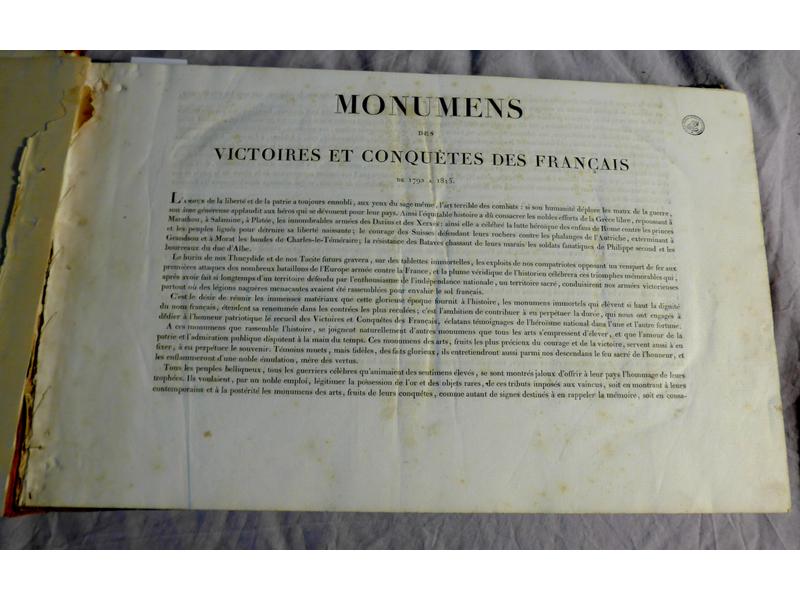 MONUMENS
DES
VICTOIRES ET CONQUÊTES DES FRANÇAIS
DE 1792 A 1815.
L'AMOUR de la liberté et de la patrie a toujours ennobli, aux yeux du sage même, l'art terrible des combats : si son humanité déplore les maux de la guerre,
son âme généreuse applaudit aux héros qui se dévouent pour leur pays. Ainsi l'équitable histoire a dû consacrer les nobles efforts de la Grèce libre, repoussant à
Marathon, à Salamine, à Platée, les innombrables armées des Darius et des Xerxès : ainsi elle a célébré la lutte héroïque des enfans de Rome contre les princes
et les peuples ligués pour détruire sa liberté naissante; le courage des Suisses défendant leurs rochers contre les phalanges de l'Autriche, exterminant à
Grandson et à Morat les bandes de Charles-le-Téméraire; la résistance des Bataves chassant de leurs marais les soldats fanatiques de Philippe second et les
bourreaux du duc d'Albe.
Le burin de nos Thucydide et de nos Tacite futurs gravera, sur des tablettes immortelles, les exploits de nos compatriotes opposant un rempart de fer aux
premières attaques des nombreux bataillons de l'Europe armée contre la France, et la plume véridique de l'historien célébrera ces triomphes mémorables qui,
après avoir fait si longtemps d'un territoire défendu par l'enthousiasme de l'indépendance nationale, un territoire sacré, conduisirent nos armées victorieuses
partout où des légions naguères menaçantes avaient été rassemblées pour envahir le sol français.
C'est le désir de réunir les immenses matériaux que cette glorieuse époque fournit à l'histoire, les monumens immortels qui élèvent si haut la dignité
du nom français, étendent sa renommée dans les contrées les plus reculées; c'est l'ambition de contribuer à en perpétuer la durée, qui nous ont engagés à
dédier à l'honneur patriotique le recueil des Victoires et Conquêtes des Français, éclatans témoignages de l'héroïsme national dans l'une et l'autre fortune.
A ces monumens que rassemble l'histoire, se joignent naturellement d'autres monumens que tous les arts s'empressent d'élever, et que l'amour de la
patrie et l'admiration publique disputent à la main du temps. Ces monumens des arts, fruits les plus précieux du courage et de la victoire, servent aussi à en
fixer, à en perpétuer le souvenir. Témoins muets, mais fidèles, des faits glorieux, ils entretiendront aussi parmi nos descendans le feu sacré de l'honneur, et
les enflammeront d'une noble émulation, mère des vertus.
Tous les peuples belliqueux, tous les guerriers célèbres qu'animaient des sentimens élevés, se sont montrés jaloux d'offrir à leur pays l'hommage de leurs
trophées. Ils voulaient, par un noble emploi, légitimer la possession de l'or et des objets rares, de ces tributs imposés aux vaincus, soit en montrant à leurs
contemporains et à la postérité les monumens des arts, fruits de leurs conquêtes, comme autant de signes destinés à en rappeler la mémoire, soit en consa-